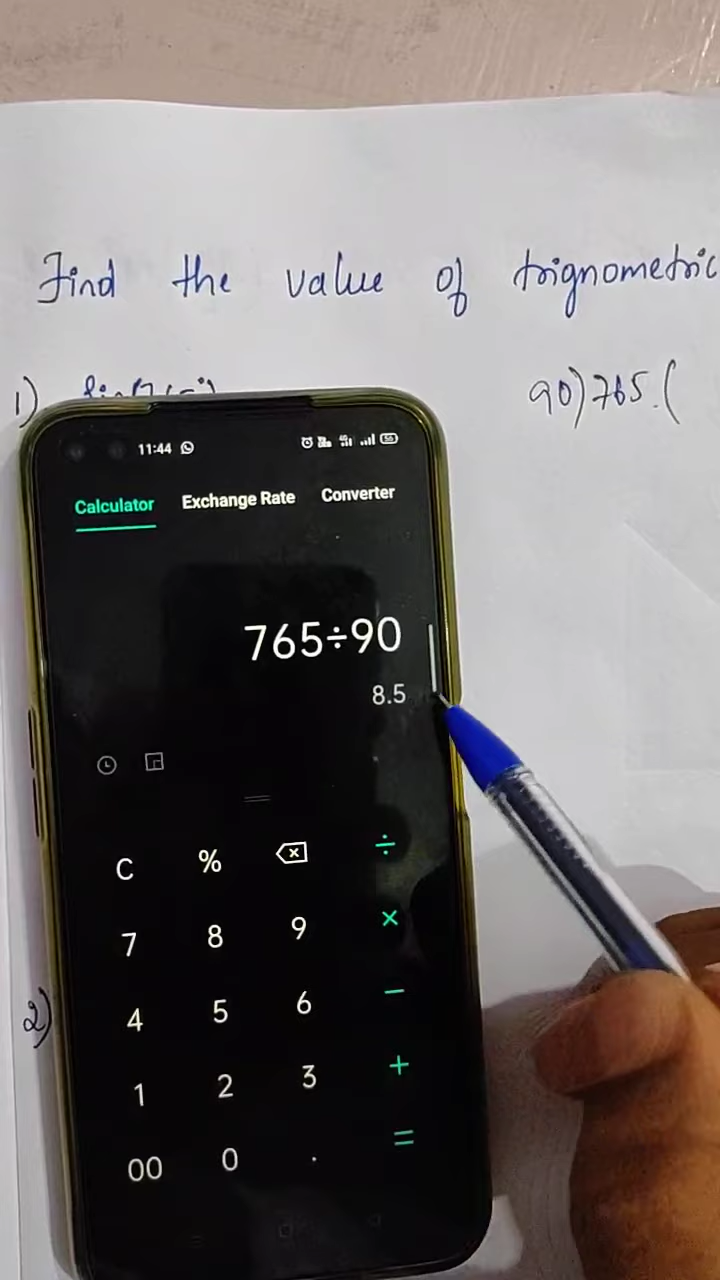 Find the value of trignometric
1) 90)765.(
11:44
Calculator Exchange Rate Converter
765÷90
8.5
C % ÷
7 8 9 ×
4 5 6 −
2)
1 2 3 +
00 0 . =